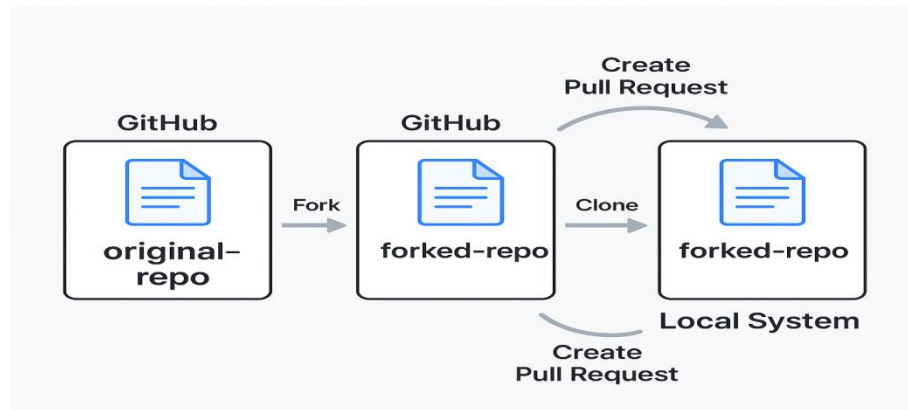 Create
Pull Request
GitHub
GitHub
original-
repo
Fork
forked-repo
Clone
forked-repo
Local System
Create
Pull Request